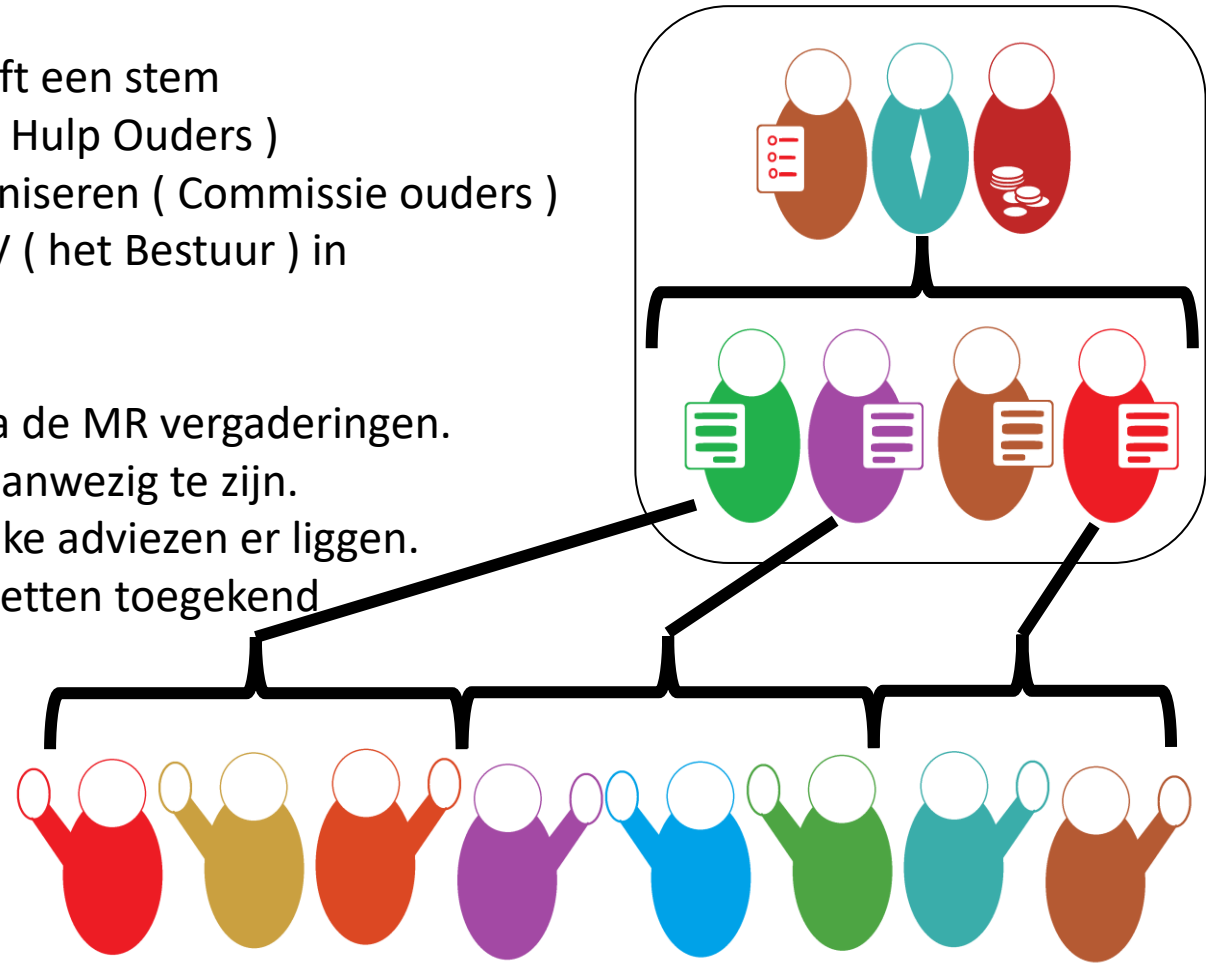 ft een stem
Hulp Ouders )
niseren ( Commissie ouders )
( het Bestuur ) in
a de MR vergaderingen.
anwezig te zijn.
ke adviezen er liggen.
etten toegekend